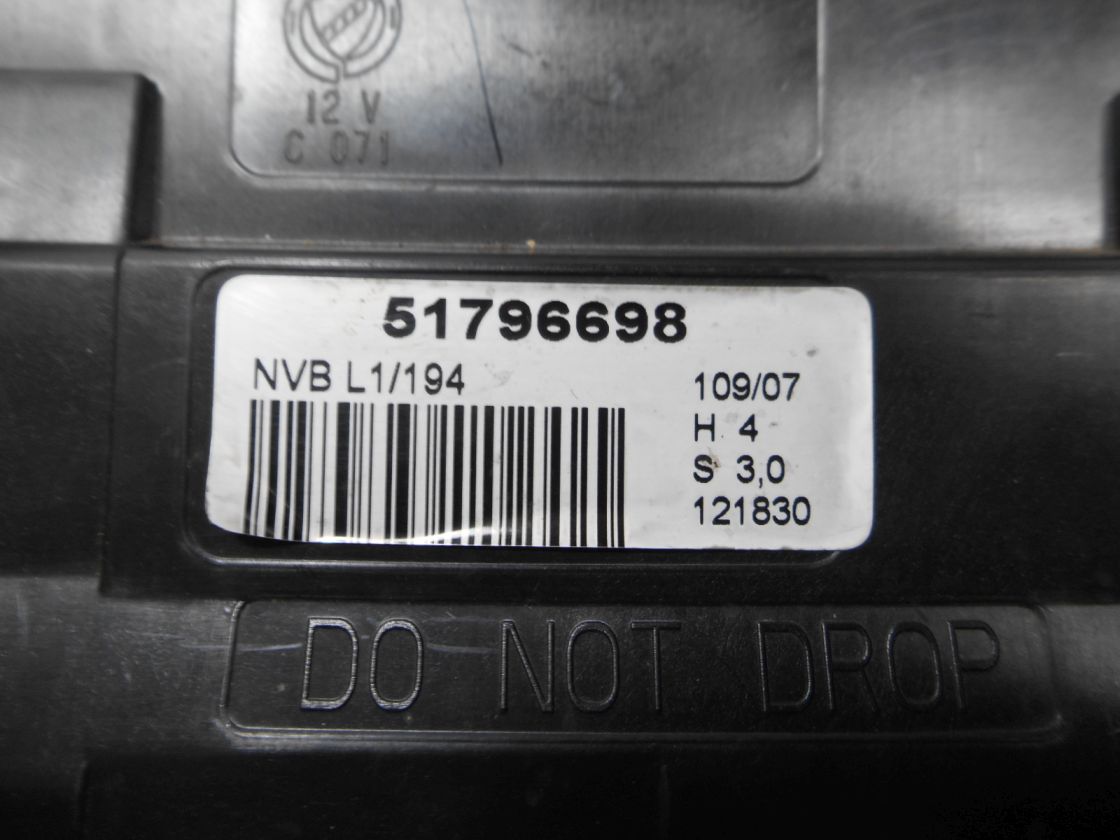 12 V
C 071
51796698
NVB L1/194
109/07
H 4
S 3,0
121830
DO NOT DROP